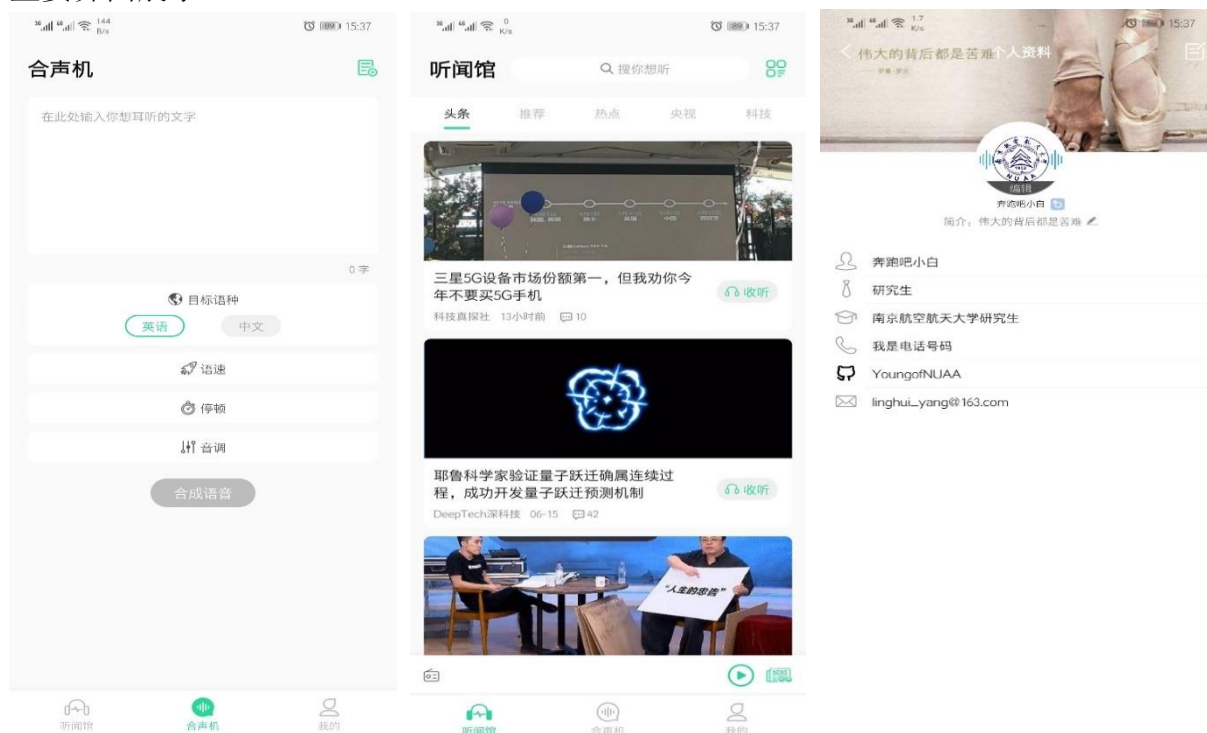 144
B/s
89
15:37
合声机
在此处输入你想耳听的文字
0 字
目标语种
英语 中文
语速
停顿
音调
合成语音
听闻馆 合声机 我的
0
K/s
89
15:37
听闻馆
搜你想听
头条 推荐 热点 央视 科技
三星5G设备市场份额第一，但我劝你今
年不要买5G手机
收听
科技真探社 13小时前 10
耶鲁科学家验证量子跃迁确属连续过
程，成功开发量子跃迁预测机制
收听
DeepTech深科技 06-15 42
"人生的忠告"
听闻馆 合声机 我的
1.7
K/s
15:37
伟大的背后都是苦难
个人资料
NUAA
编辑
奔跑吧小白
简介：伟大的背后都是苦难
奔跑吧小白
研究生
南京航空航天大学研究生
我是电话号码
YoungofNUAA
linghui_yang@163.com